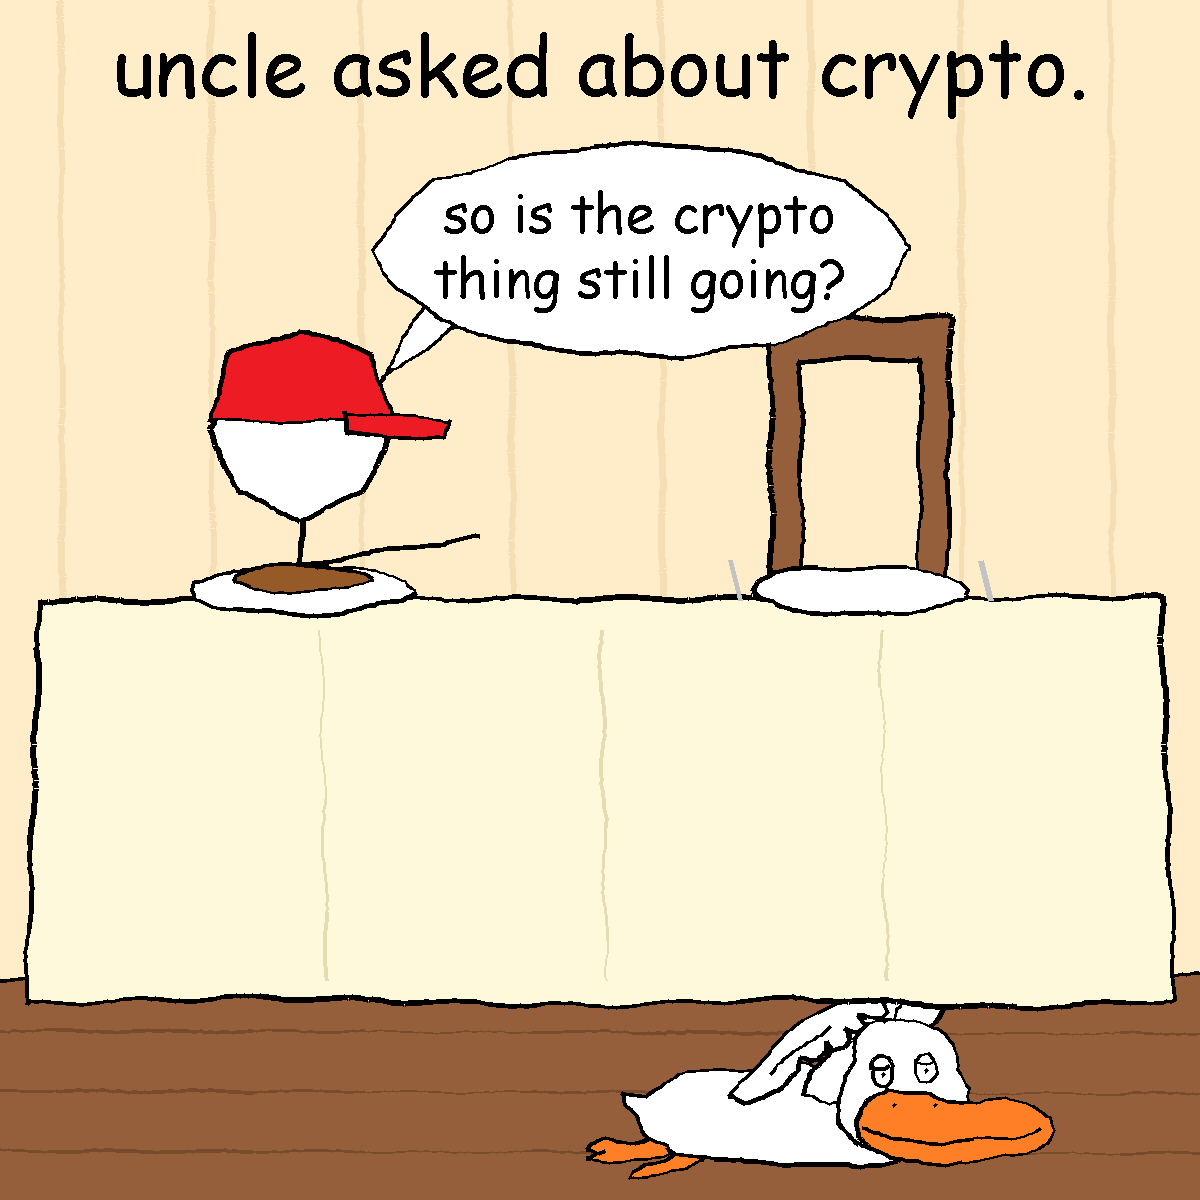 uncle asked about crypto.
so is the crypto
thing still going?